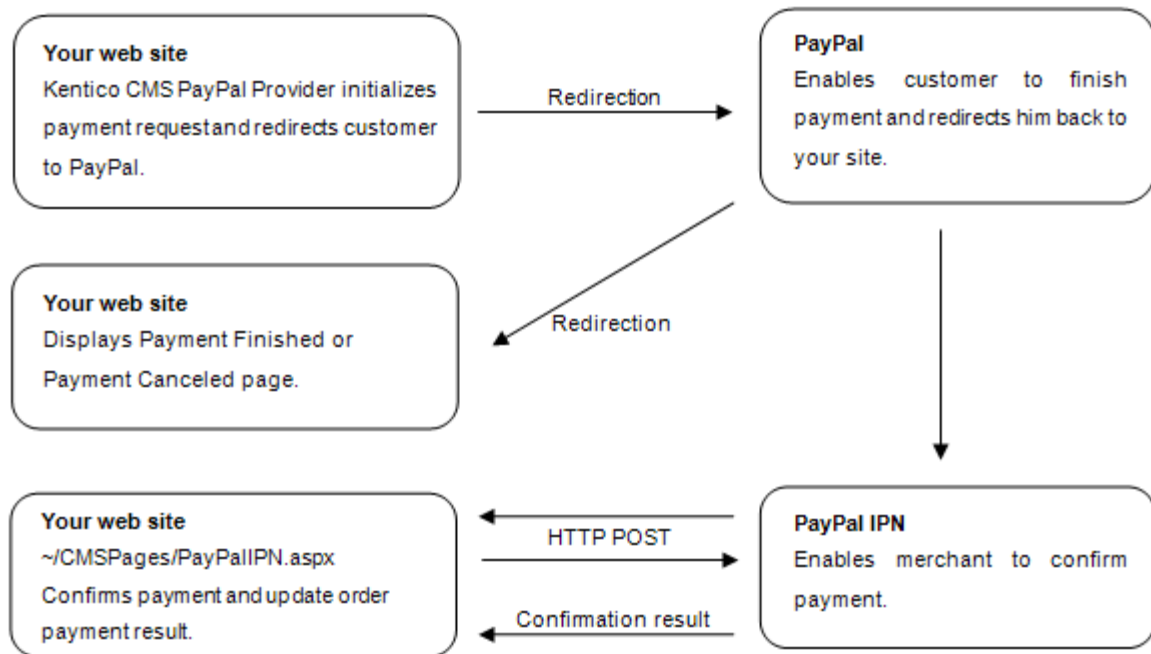 Your web site
Kentico CMS PayPal Provider initializes
payment request and redirects customer
to PayPal.
Redirection
PayPal
Enables customer to finish
payment and redirects him back to
your site.
Your web site
Displays Payment Finished or
Payment Canceled page.
Redirection
Your web site
~/CMSPages/PayPalIPN.aspx
Confirms payment and update order
payment result.
HTTP POST
Confirmation result
PayPal IPN
Enables merchant to confirm
payment.